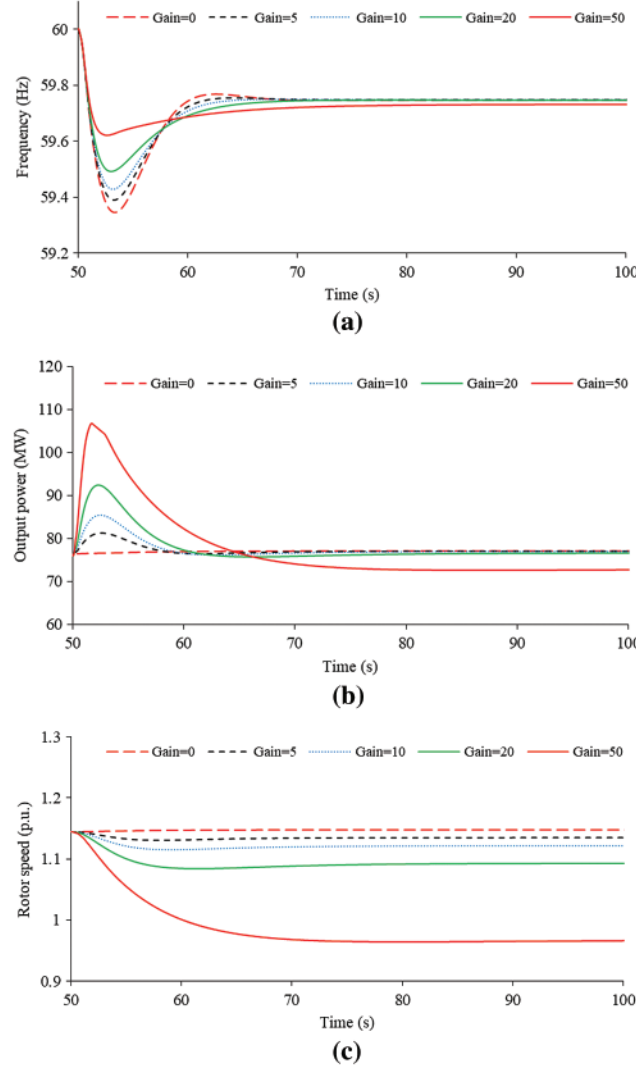 Gain=0 Gain=5 Gain=10 Gain=20 Gain=50
60
59.8
59.6
59.4
59.2
Frequency (Hz)
50 60 70 80 90 100
Time (s)
(a)
Gain=0 Gain=5 Gain=10 Gain=20 Gain=50
120
110
100
90
80
70
60
Output power (MW)
50 60 70 80 90 100
Time (s)
(b)
Gain=0 Gain=5 Gain=10 Gain=20 Gain=50
1.3
1.2
1.1
1
0.9
Rotor speed (p.u.)
50 60 70 80 90 100
Time (s)
(c)